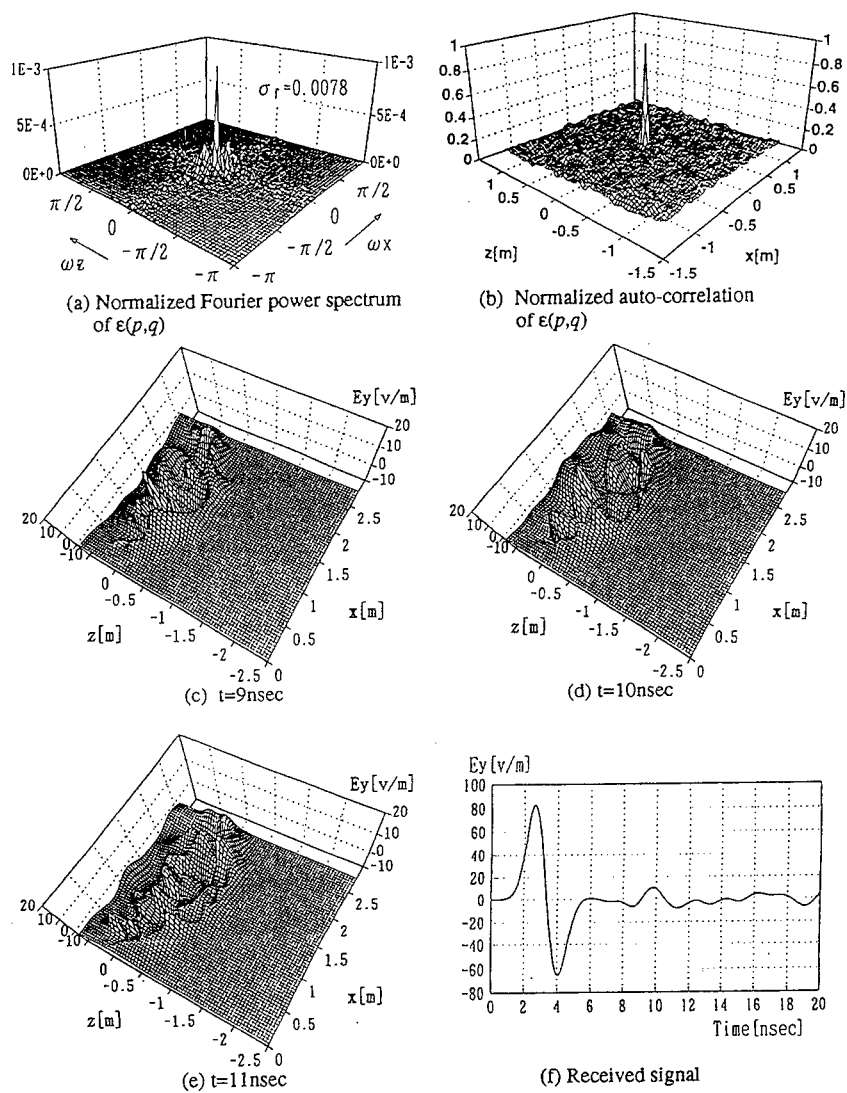 1E-3
5E-4
0E+0
1E-3
5E-4
0E+0
σr=0.0078
π/2
0
-π/2
-π
ωz
-π
-π/2
0
π/2
ωx
(a) Normalized Fourier power spectrum
of ε(p,q)
1
0.8
0.6
0.4
0.2
0
1
0.8
0.6
0.4
0.2
0
1
0.5
0
-0.5
-1
-1.5
z[m]
-1.5
-1
-0.5
0
0.5
1
x[m]
(b) Normalized auto-correlation
of ε(p,q)
Ey[v/m]
20
10
0
-10
20
10
0
-10
0
-0.5
-1
-1.5
-2
-2.5
z[m]
0
0.5
1
1.5
2
2.5
x[m]
(c) t=9nsec
Ey[v/m]
20
10
0
-10
20
10
0
-10
0
-0.5
-1
-1.5
-2
-2.5
z[m]
0
0.5
1
1.5
2
2.5
x[m]
(d) t=10nsec
Ey[v/m]
20
10
0
-10
20
10
0
-10
0
-0.5
-1
-1.5
-2
-2.5
z[m]
0
0.5
1
1.5
2
2.5
x[m]
(e) t=11nsec
Ey[v/m]
100
80
60
40
20
0
-20
-40
-60
-80
0 2 4 6 8 10 12 14 16 18 20
Time[nsec]
(f) Received signal